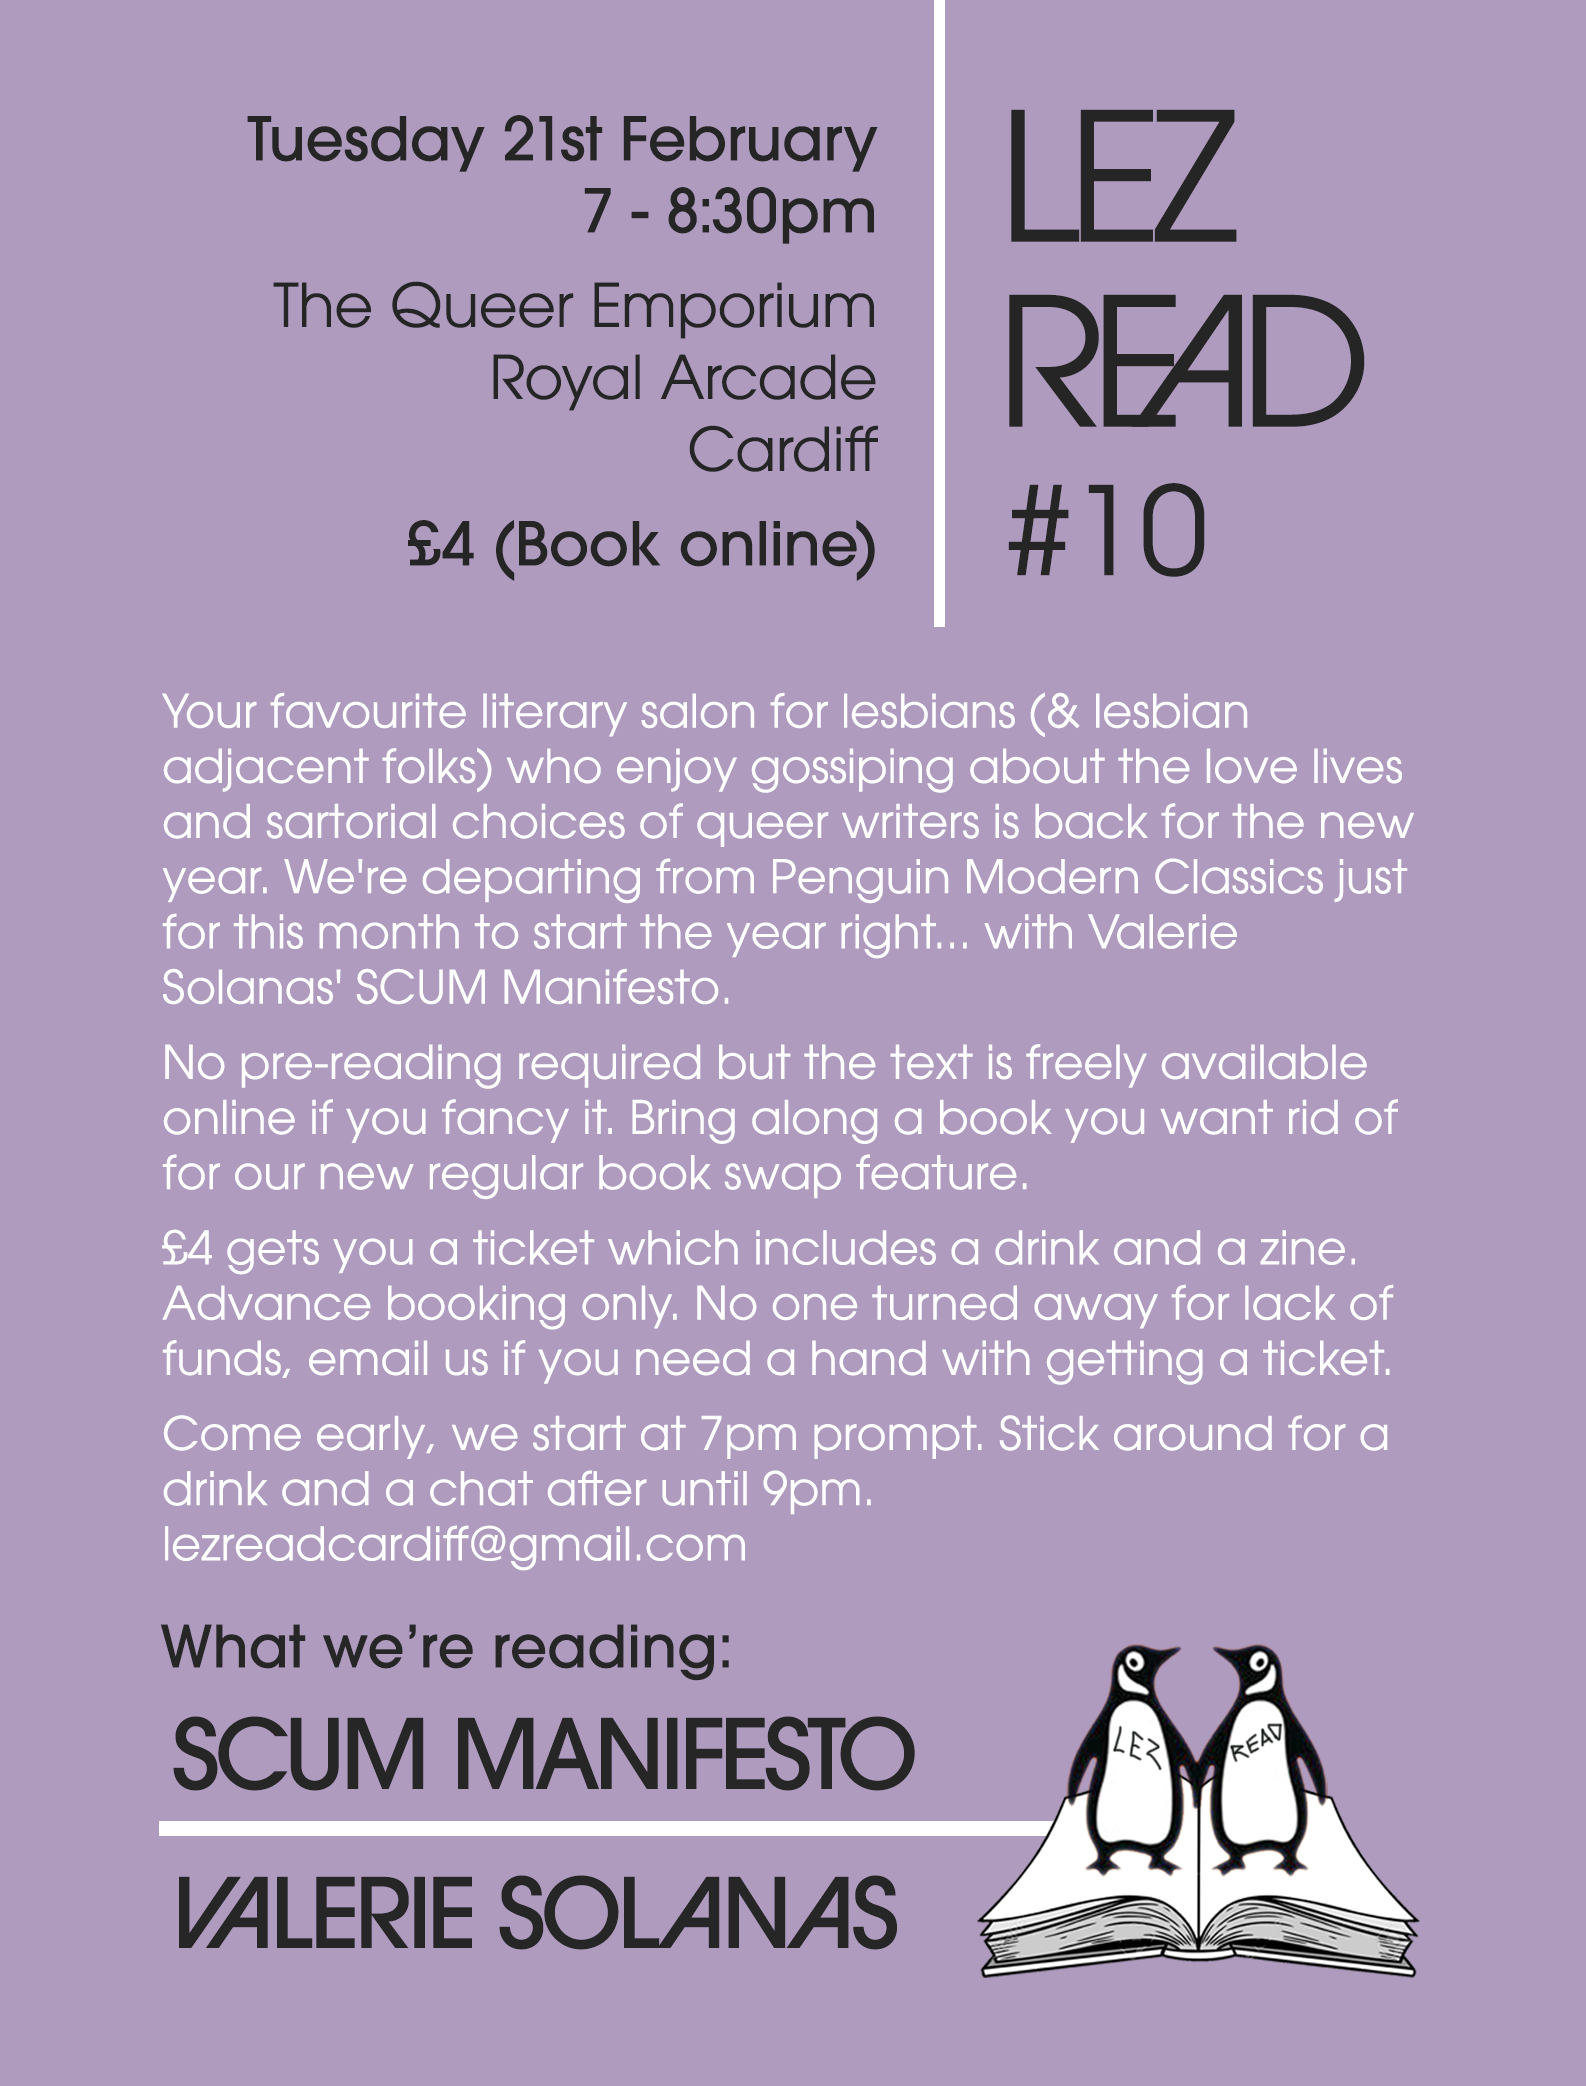 Tuesday 21st February
7 - 8:30pm
The Queer Emporium
Royal Arcade
Cardiff
£4 (Book online)
LEZ
READ
#10
Your favourite literary salon for lesbians (& lesbian
adjacent folks) who enjoy gossiping about the love lives
and sartorial choices of queer writers is back for the new
year. We're departing from Penguin Modern Classics just
for this month to start the year right... with Valerie
Solanas' SCUM Manifesto.
No pre-reading required but the text is freely available
online if you fancy it. Bring along a book you want rid of
for our new regular book swap feature.
£4 gets you a ticket which includes a drink and a zine.
Advance booking only. No one turned away for lack of
funds, email us if you need a hand with getting a ticket.
Come early, we start at 7pm prompt. Stick around for a
drink and a chat after until 9pm.
lezreadcardiff@gmail.com
What we’re reading:
SCUM MANIFESTO
VALERIE SOLANAS
LEZ
READ